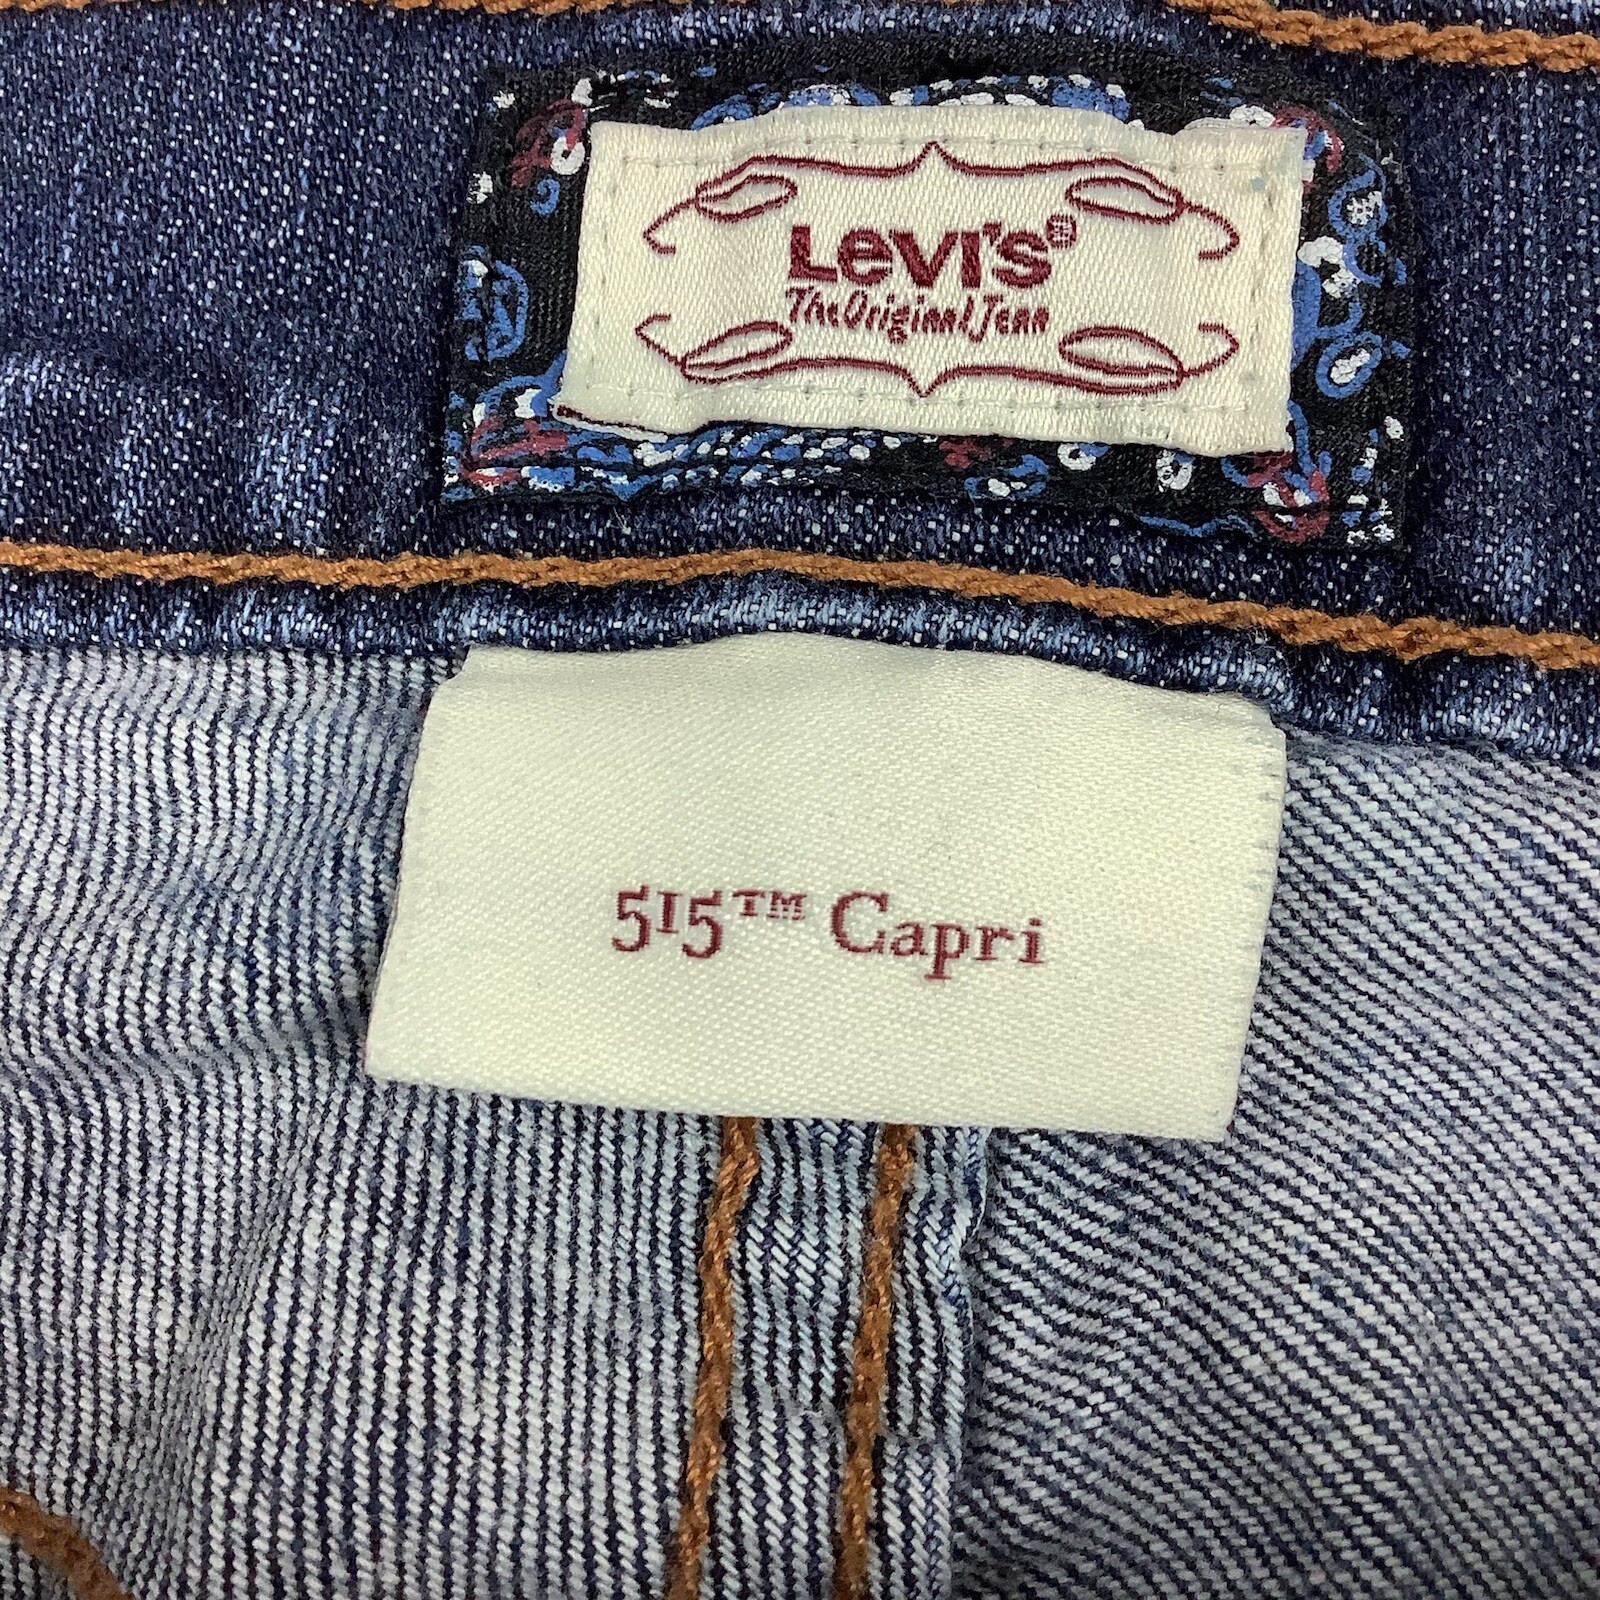 Levi's®
The Original Jean
515™ Capri